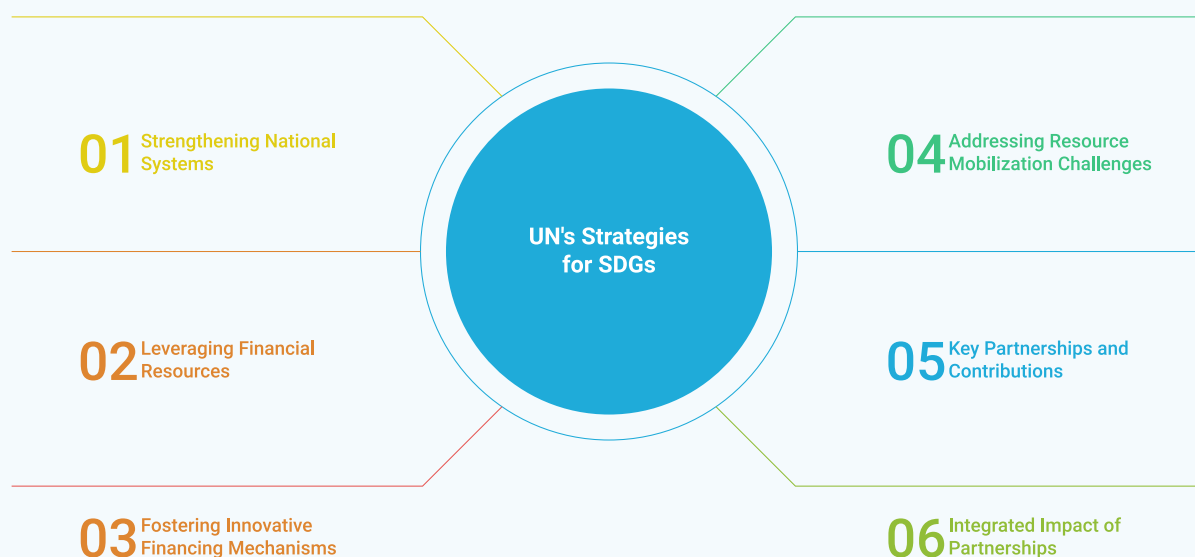 01 Strengthening National
Systems
02 Leveraging Financial
Resources
03 Fostering Innovative
Financing Mechanisms
UN's Strategies
for SDGs
04 Addressing Resource
Mobilization Challenges
05 Key Partnerships and
Contributions
06 Integrated Impact of
Partnerships